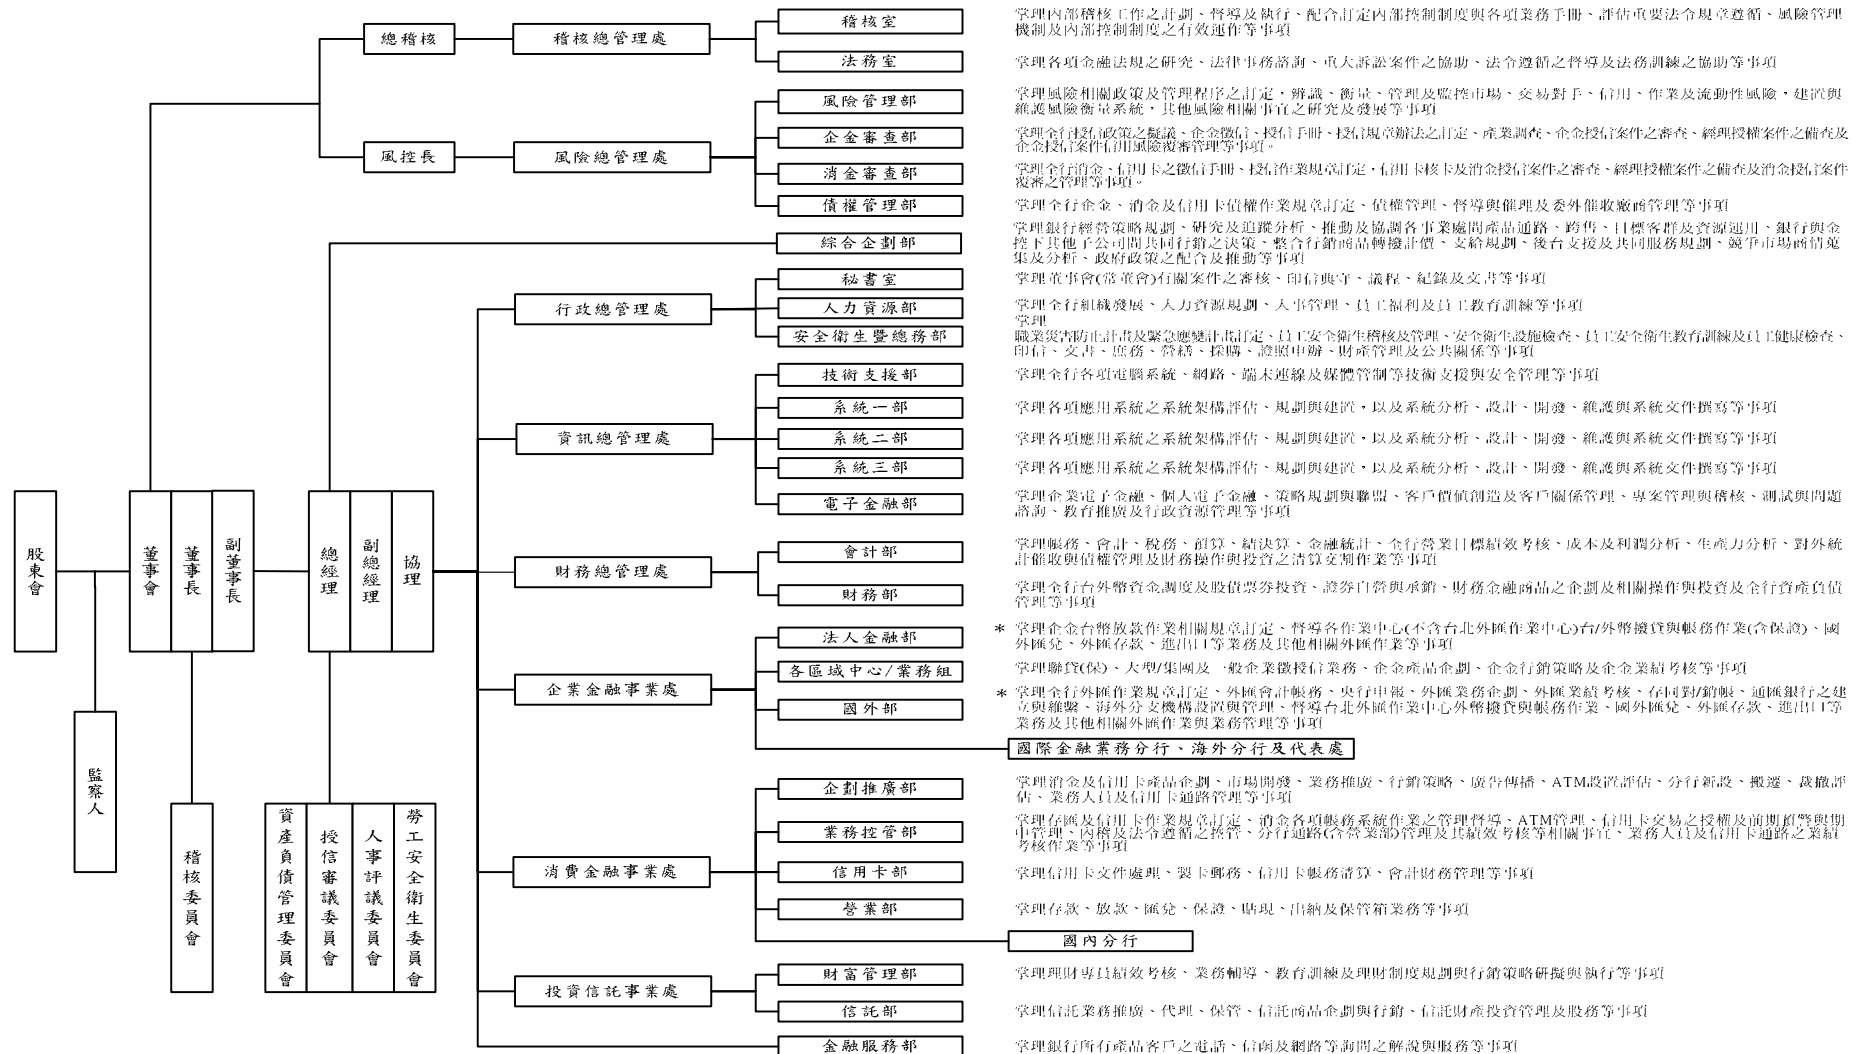 稽核室
掌理內部稽核工作之計劃、督導及執行、配合訂定內部控制制度與各項業務手冊、評估重要法令規章遵循、風險管理
機制及內部控制制度之有效運作等事項
總稽核
稽核總管理處
法務室
掌理各項金融法規之研究、法律事務諮詢、重大訴訟案件之協助、法令遵循之督導及法務訓練之協助等事項
風險管理部
掌理風險相關政策及管理程序之訂定，辨識、衡量、管理及監控市場、交易對手、信用、作業及流動性風險，建置與
維護風險衡量系統，其他風險相關事宜之研究及發展等事項
企金審查部
掌理全行授信政策之擬議、企金徵信、授信手冊、授信規章辦法之訂定、產業調查、企金授信案件之審查、經理授權案件之備查及
企金授信案件信用風險覆審管理等事項。
風控長
風險總管理處
消金審查部
掌理全行消金、信用卡之徵信手冊、授信作業規章訂定，信用卡核卡及消金授信案件之審查、經理授權案件之備查及消金授信案件
覆審之管理等事項。
債權管理部
掌理全行企金、消金及信用卡債權作業規章訂定、債權管理、督導與催理及委外催收廠商管理等事項
綜合企劃部
掌理銀行經營策略規劃、研究及追蹤分析、推動及協調各事業處間產品通路、跨售、目標客群及資源運用、銀行與金
控下其他子公司間共同行銷之決策、整合行銷商品轉撥計價、支給規劃、後台支援及共同服務規劃、競爭市場商情蒐
集及分析、政府政策之配合及推動等事項
秘書室
掌理董事會(常董會)有關案件之審核、印信典守、議程、紀錄及文書等事項
行政總管理處
人力資源部
掌理全行組織發展、人力資源規劃、人事管理、員工福利及員工教育訓練等事項
安全衛生暨總務部
掌理
職業災害防止計畫及緊急應變計畫訂定、員工安全衛生稽核及管理、安全衛生設施檢查、員工安全衛生教育訓練及員工健康檢查、
印信、文書、庶務、營繕、採購、證照申辦、財產管理及公共關係等事項
技術支援部
掌理全行各項電腦系統、網路、端末連線及媒體管制等技術支援與安全管理等事項
系統一部
掌理各項應用系統之系統架構評估、規劃與建置，以及系統分析、設計、開發、維護與系統文件撰寫等事項
資訊總管理處
系統二部
掌理各項應用系統之系統架構評估、規劃與建置，以及系統分析、設計、開發、維護與系統文件撰寫等事項
系統三部
掌理各項應用系統之系統架構評估、規劃與建置，以及系統分析、設計、開發、維護與系統文件撰寫等事項
電子金融部
掌理企業電子金融、個人電子金融、策略規劃與聯盟、客戶價值創造及客戶關係管理、專案管理與稽核、測試與問題
諮詢、教育推廣及行政資源管理等事項
股東會
董事會
董事長
副董事長
總經理
副總經理
協理
會計部
掌理帳務、會計、稅務、預算、結決算、金融統計、全行營業目標績效考核、成本及利潤分析、生產力分析、對外統
計催收與債權管理及財務操作與投資之清算交割作業等事項
財務總管理處
財務部
掌理全行台外幣資金調度及股債票券投資、證券自營與承銷、財務金融商品之企劃及相關操作與投資及全行資產負債
管理等事項
法人金融部
* 掌理企金台幣放款作業相關規章訂定、督導各作業中心(不含台北外匯作業中心)台/外幣撥貸與帳務作業(含保證)、國
外匯兌、外匯存款、進出口等業務及其他相關外匯作業等事項
企業金融事業處
各區域中心/業務組
掌理聯貸(保)、大型/集團及一般企業徵授信業務、企金產品企劃、企金行銷策略及企金業績考核等事項
國外部
* 掌理全行外匯作業規章訂定、外匯會計帳務、央行申報、外匯業務企劃、外匯業績考核、存同對/銷帳、通匯銀行之建
立與維繫、海外分支機構設置與管理、督導台北外匯作業中心外幣撥貸與帳務作業、國外匯兌、外匯存款、進出口等
業務及其他相關外匯作業與業務管理等事項
國際金融業務分行、海外分行及代表處
監察人
稽核委員會
資產負債管理委員會
授信審議委員會
人事評議委員會
勞工安全衛生委員會
企劃推廣部
掌理消金及信用卡產品企劃、市場開發、業務推廣、行銷策略、廣告傳播、ATM設置評估、分行新設、搬遷、裁撤評
估、業務人員及信用卡通路管理等事項
業務控管部
掌理存匯及信用卡作業規章訂定、消金各項帳務系統作業之管理督導、ATM管理、信用卡交易之授權及前期預警與期
中管理、內稽及法令遵循之控管、分行通路(含營業部)管理及其績效考核等相關事宜、業務人員及信用卡通路之業績
考核作業等事項
消費金融事業處
信用卡部
掌理信用卡文件處理、製卡郵務、信用卡帳務清算、會計財務管理等事項
營業部
掌理存款、放款、匯兌、保證、貼現、出納及保管箱業務等事項
國內分行
財富管理部
掌理理財專員績效考核、業務輔導、教育訓練及理財制度規劃與行銷策略研擬與執行等事項
投資信託事業處
信託部
掌理信託業務推廣、代理、保管、信託商品企劃與行銷、信託財產投資管理及股務等事項
金融服務部
掌理銀行所有產品客戶之電話、信函及網路等詢問之解說與服務等事項